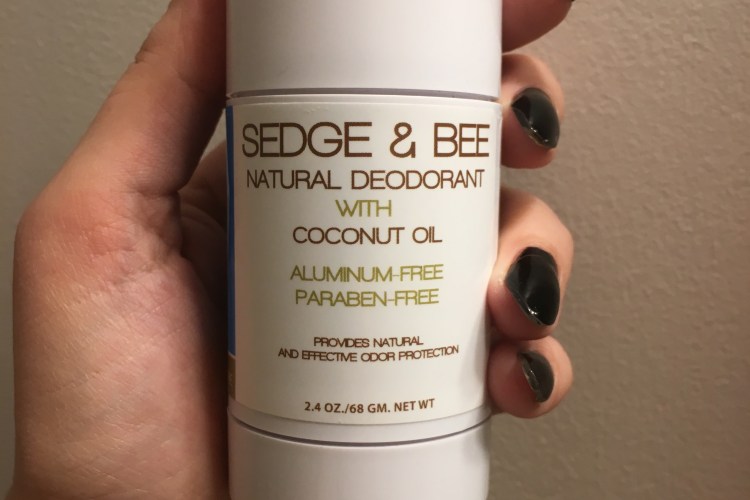 SEDGE & BEE
NATURAL DEODORANT
WITH
COCONUT OIL
ALUMINUM-FREE
PARABEN-FREE
PROVIDES NATURAL
AND EFFECTIVE ODOR PROTECTION
2.4 OZ./68 GM. NET WT